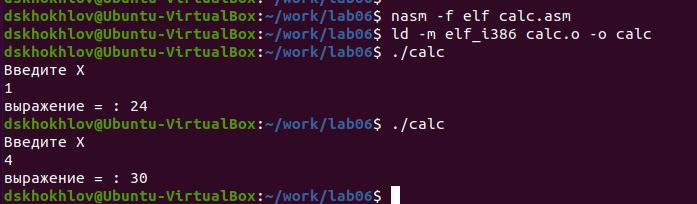 dskhokhlov@Ubuntu-VirtualBox:~/work/lab06$ nasm -f elf calc.asm
dskhokhlov@Ubuntu-VirtualBox:~/work/lab06$ ld -m elf_i386 calc.o -o calc
dskhokhlov@Ubuntu-VirtualBox:~/work/lab06$ ./calc
Введите X
1
выражение = : 24
dskhokhlov@Ubuntu-VirtualBox:~/work/lab06$ ./calc
Введите X
4
выражение = : 30
dskhokhlov@Ubuntu-VirtualBox:~/work/lab06$